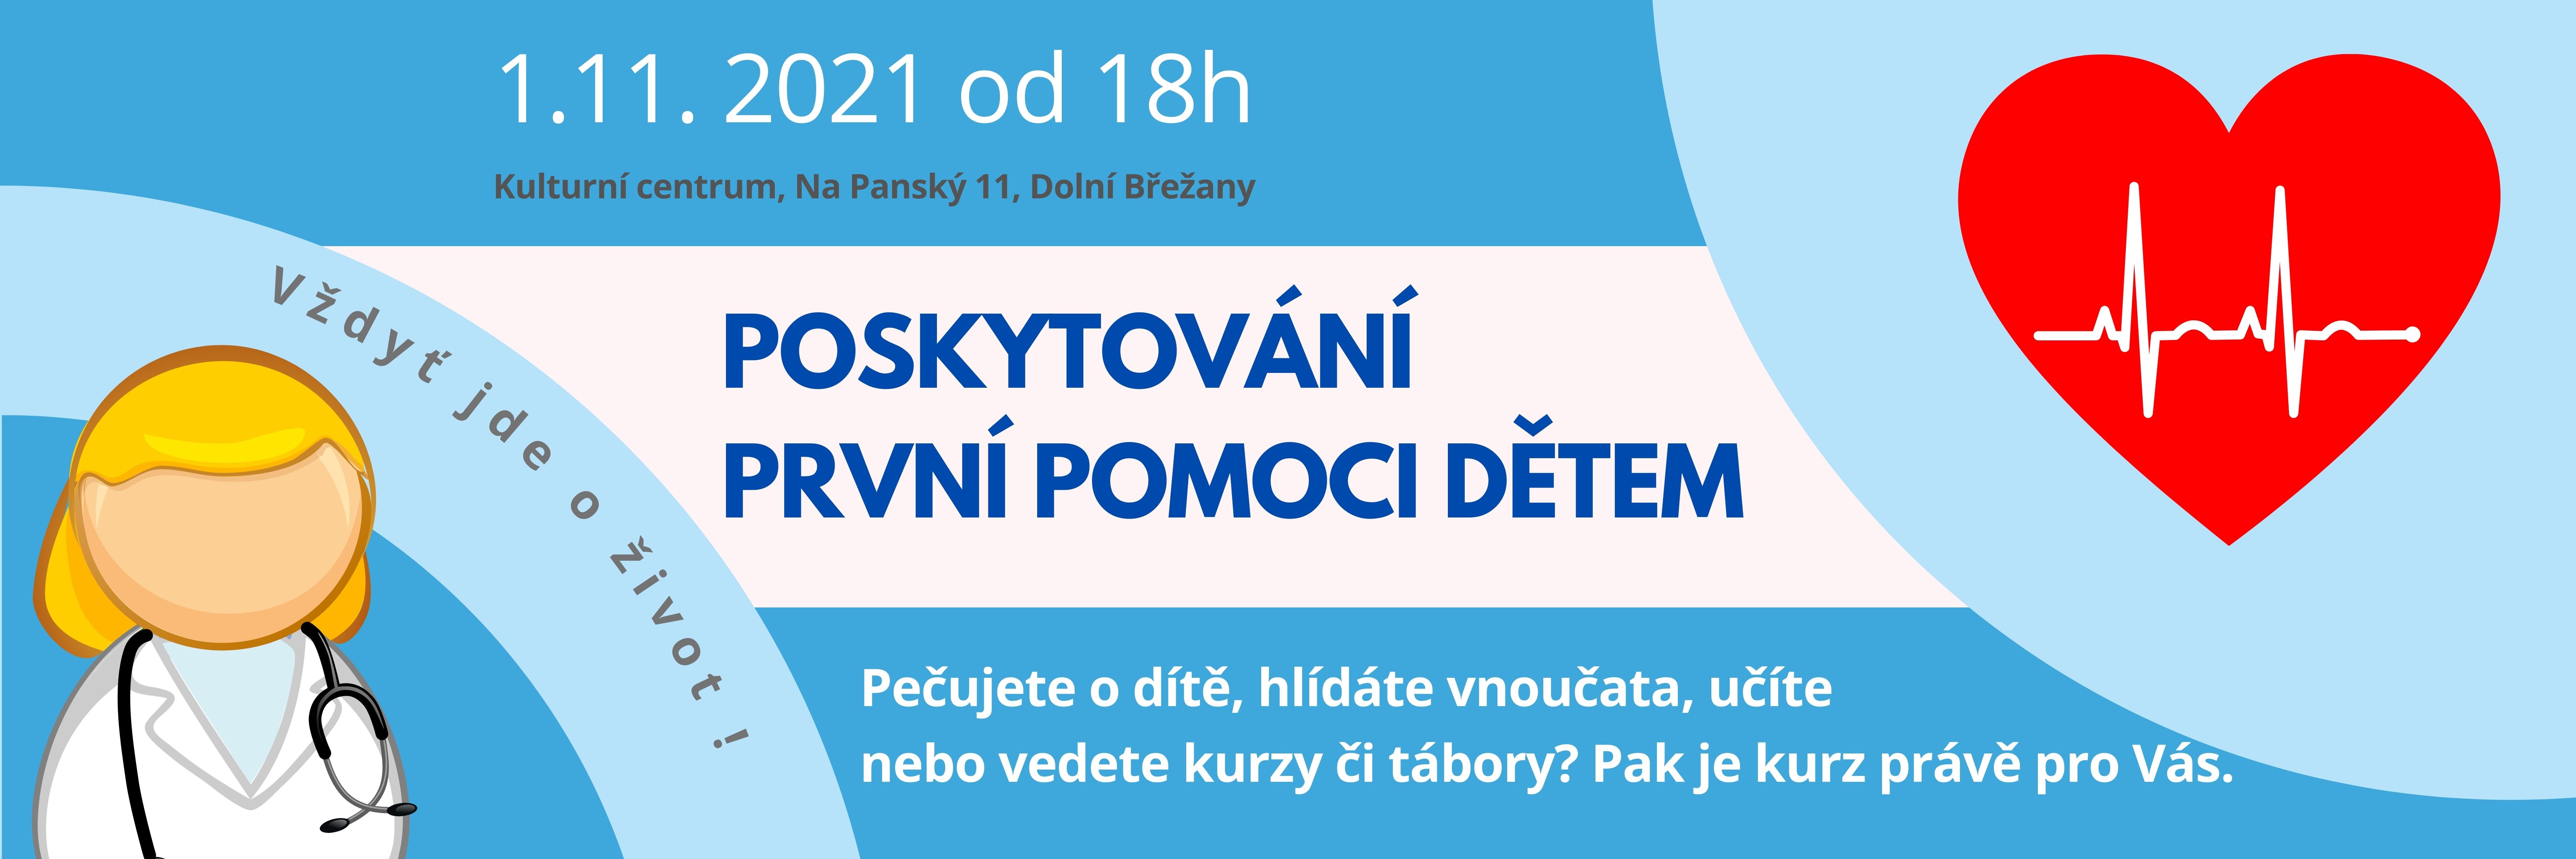 1.11. 2021 od 18h
Kulturní centrum, Na Panský 11, Dolní Břežany
Vždyť jde o život !
POSKYTOVÁNÍ
PRVNÍ POMOCI DĚTEM
Pečujete o dítě, hlídáte vnoučata, učíte
nebo vedete kurzy či tábory? Pak je kurz právě pro Vás.